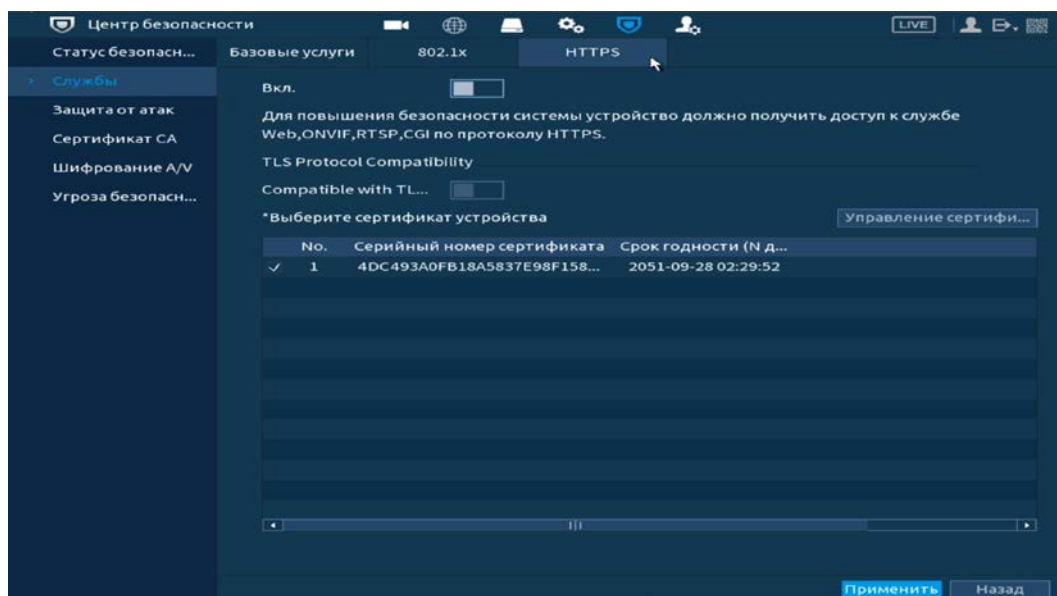 Центр безопасности
LIVE
Статус безопасн...
Базовые услуги
802.1x
HTTPS
Службы
Защита от атак
Сертификат CA
Шифрование A/V
Угроза безопасн...
Вкл.
Для повышения безопасности системы устройство должно получить доступ к службе
Web,ONVIF,RTSP,CGI по протоколу HTTPS.
TLS Protocol Compatibility
Compatible with TL...
*Выберите сертификат устройства
Управление сертифи...
No. Серийный номер сертификата Срок годности (N д...
1 4DC493A0FB18A5837E98F158... 2051-09-28 02:29:52
Применить
Назад